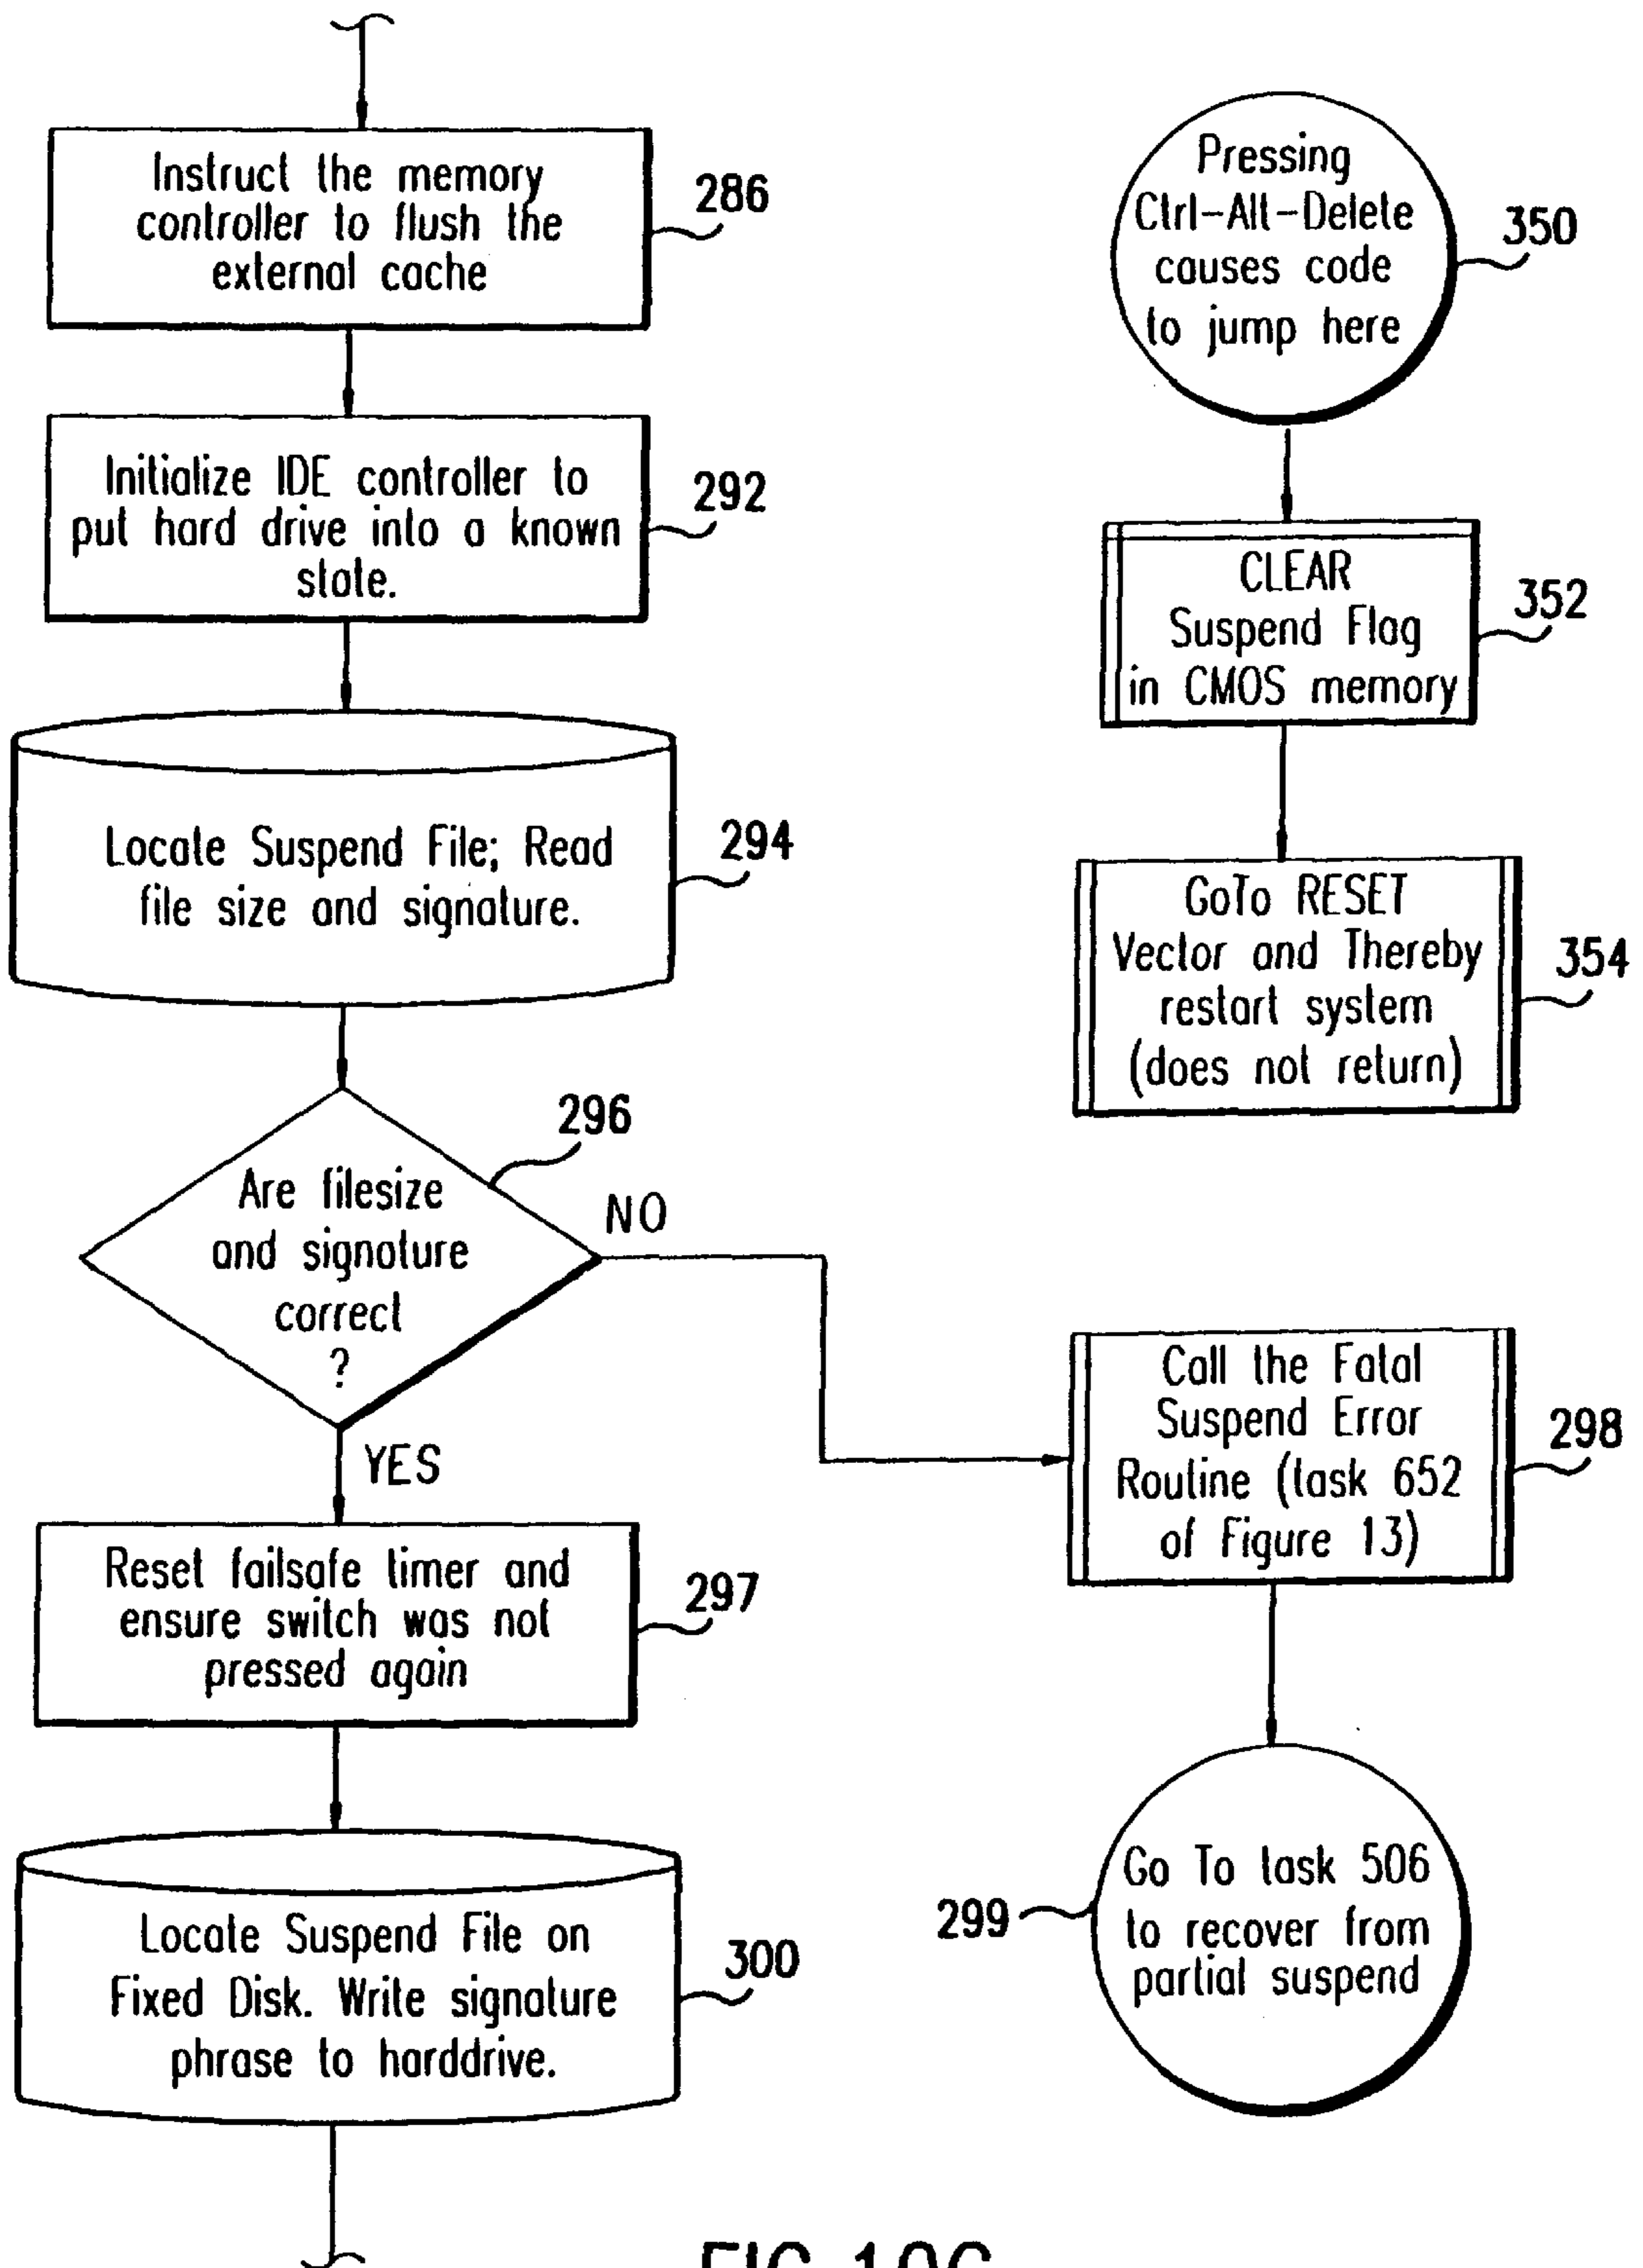 Instruct the memory
controller to flush the
external cache
286
Initialize IDE controller to
put hard drive into a known
state.
292
Locate Suspend File; Read
file size and signature.
294
296
Are filesize
and signature
correct
?
NO
YES
Reset failsafe timer and
ensure switch was not
pressed again
297
Locate Suspend File on
Fixed Disk. Write signature
phrase to harddrive.
300
Pressing
Ctrl-Alt-Delete
causes code
to jump here
350
CLEAR
Suspend Flag
in CMOS memory
352
GoTo RESET
Vector and Thereby
restart system
(does not return)
354
Call the Fatal
Suspend Error
Routine (task 652
of Figure 13)
298
Go To task 506
to recover from
partial suspend
299